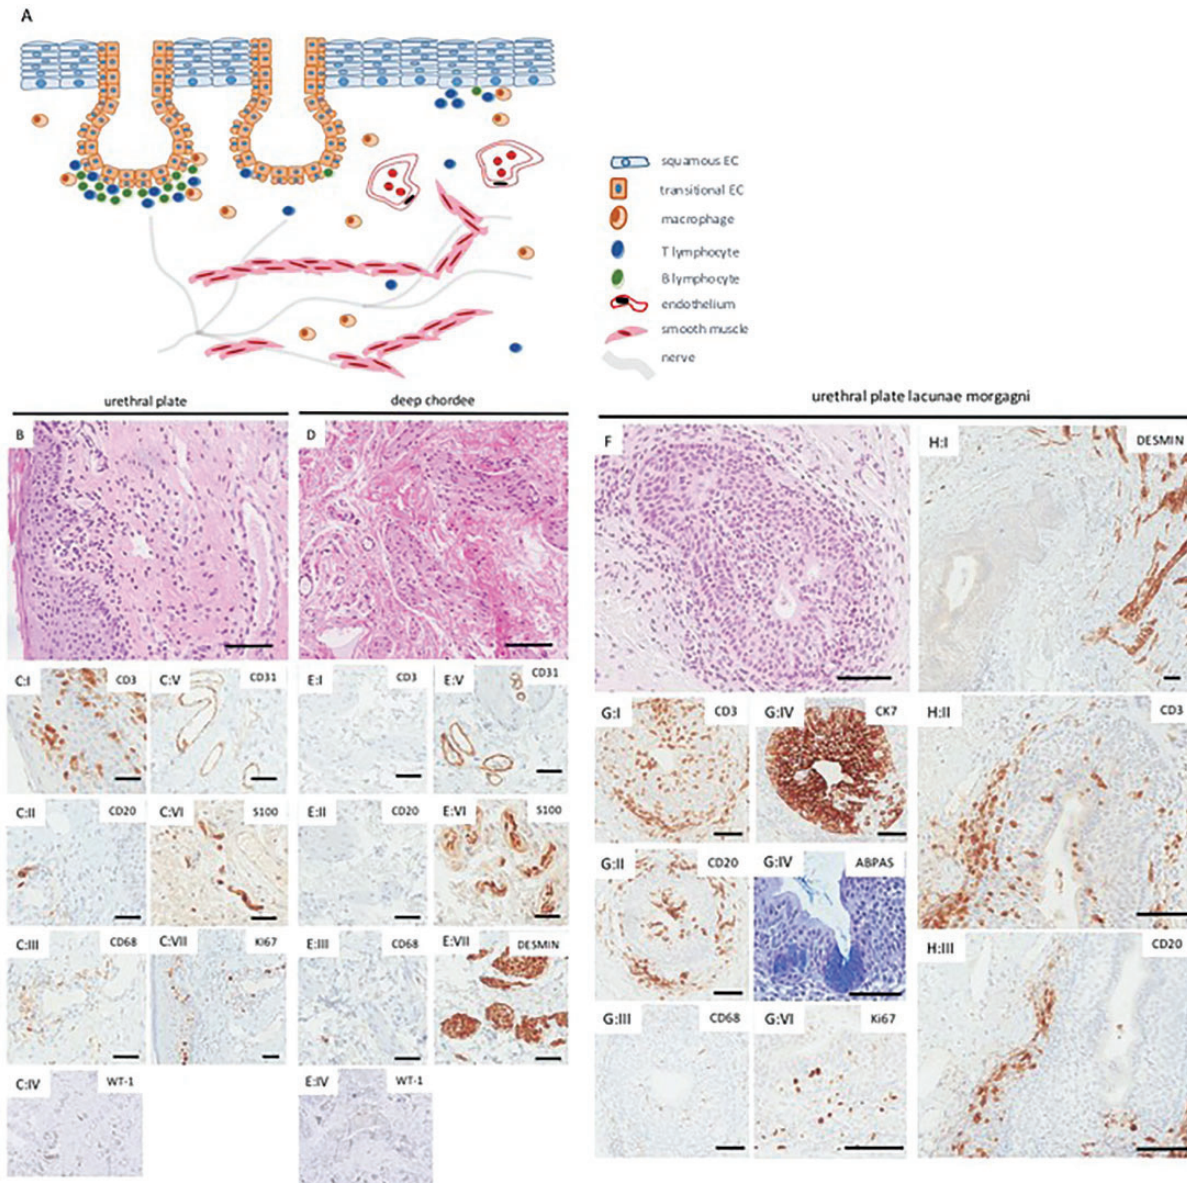 A
squamous EC
transitional EC
macrophage
T lymphocyte
B lymphocyte
endothelium
smooth muscle
nerve
urethral plate
deep chordee
urethral plate lacunae morgagni
B
D
F
H:I
DESMIN
C:I
CD3
C:V
CD31
E:I
CD3
E:V
CD31
G:I
CD3
G:IV
CK7
H:II
CD3
C:II
CD20
C:VI
S100
E:II
CD20
E:VI
S100
G:II
CD20
G:IV
ABPAS
C:III
CD68
C:VII
Ki67
E:III
CD68
E:VII
DESMIN
H:III
CD20
G:III
CD68
G:VI
Ki67
C:IV
WT-1
E:IV
WT-1